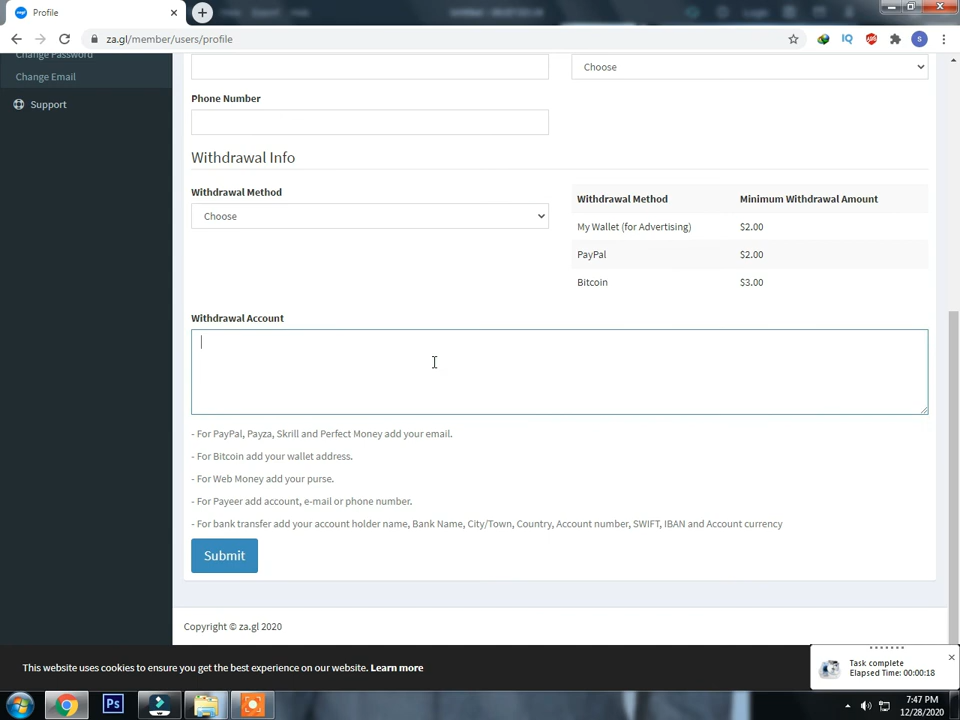 Profile
za.gl/member/users/profile
Change Password
Change Email
Support
Choose
Phone Number
Withdrawal Info
Withdrawal Method
Choose
Withdrawal Method Minimum Withdrawal Amount
My Wallet (for Advertising) $2.00
PayPal $2.00
Bitcoin $3.00
Withdrawal Account
- For PayPal, Payza, Skrill and Perfect Money add your email.
- For Bitcoin add your wallet address.
- For Web Money add your purse.
- For Payeer add account, e-mail or phone number.
- For bank transfer add your account holder name, Bank Name, City/Town, Country, Account number, SWIFT, IBAN and Account currency
Submit
Copyright © za.gl 2020
This website uses cookies to ensure you get the best experience on our website. Learn more
Task complete
Elapsed Time: 00:00:18
Ps
7:47 PM
12/28/2020